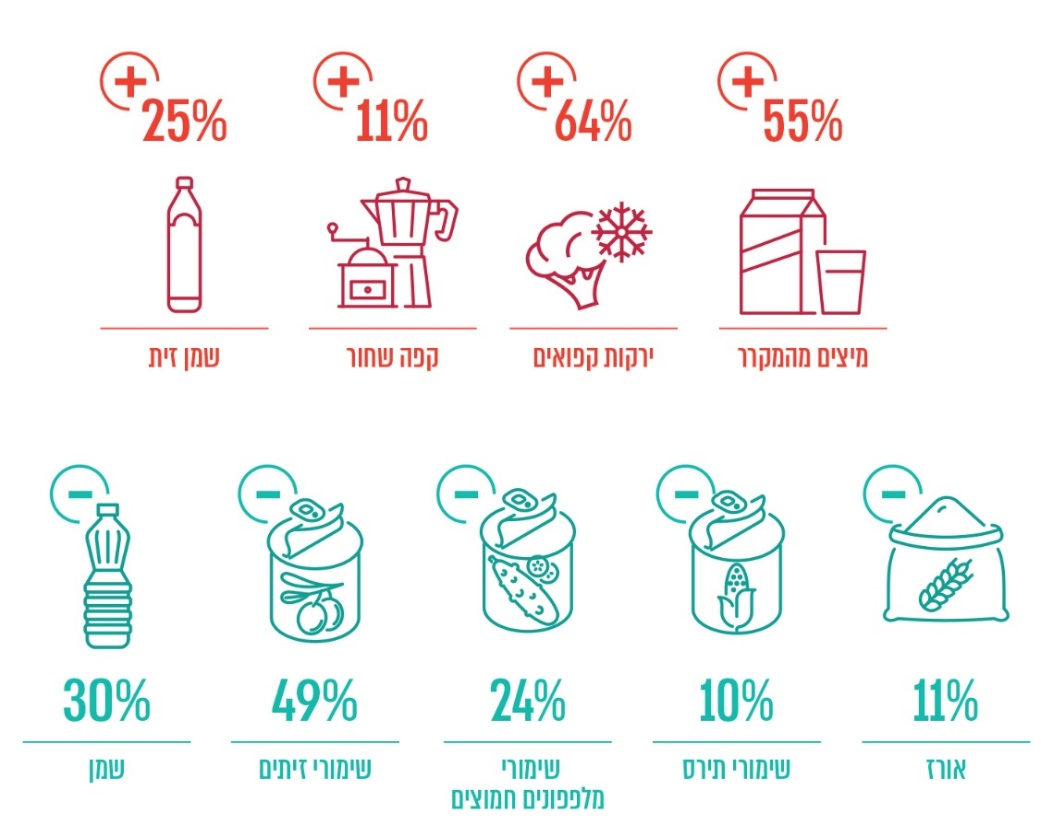 55%
64%
11%
25%
מיצים מהמקרר
ירקות קפואים
קפה שחור
שמן זית
11%
10%
24%
49%
30%
אורז
שימורי תירס
שימורי
מלפפונים חמוצים
שימורי זיתים
שמן